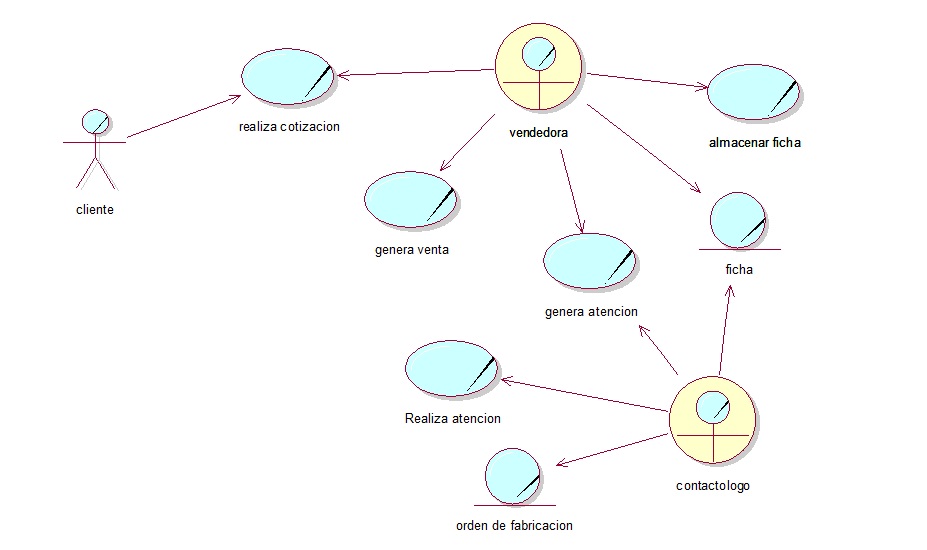 realiza cotizacion
vendedora
almacenar ficha
cliente
genera venta
ficha
genera atencion
Realiza atencion
contactologo
orden de fabricacion